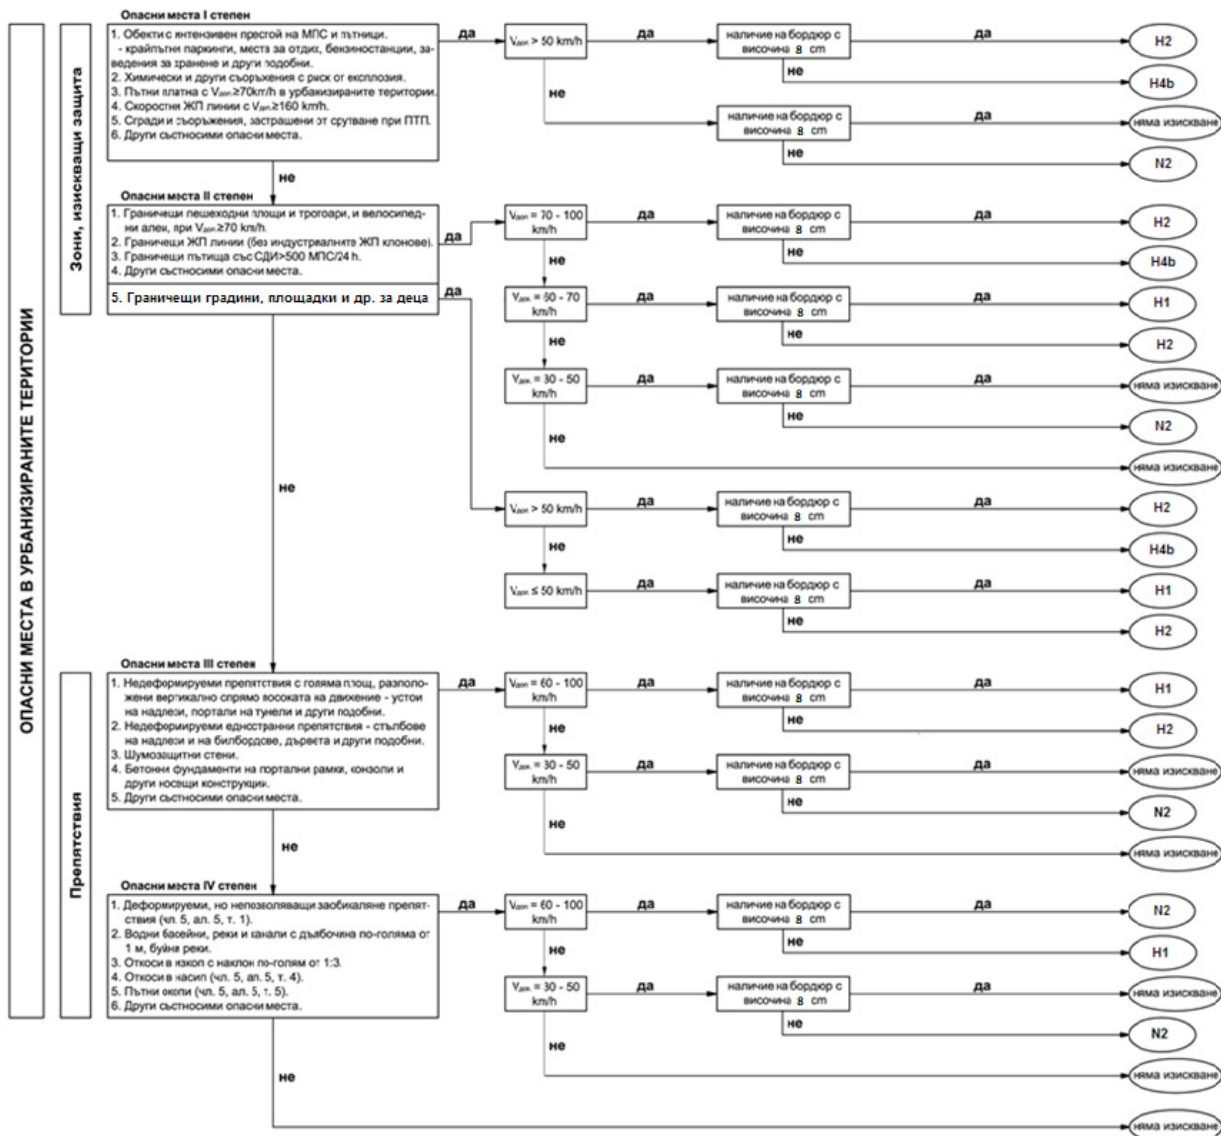 ОПАСНИ МЕСТА В УРБАНИЗИРАНИТЕ ТЕРИТОРИИ
Зони, изискващи защита
Опасни места I степен
1. Обекти с интензивен престой на МПС и пътници.
- крайпътни паркинги, места за отдих, бензиностанции, за-
ведения за хранене и други подобни.
2. Химически и други съоръжения с риск от експлозия.
3. Пътни платна с Vдоп.≥70km/h в урбанизираните територии.
4. Скоростни ЖП линии с Vдоп.≥160 km/h.
5. Сгради и съоръжения, застрашени от срутване при ПТП.
6. Други съотносими опасни места.
да
Vдоп > 50 km/h
да
наличие на бордюр с
височина 8 cm
да
H2
не
H4b
не
наличие на бордюр с
височина 8 cm
да
няма изискване
не
N2
не
Опасни места II степен
1. Граничещи пешеходни площи и тротоари, и велосипед-
ни алеи, при Vдоп.≥70 km/h.
2. Граничещи ЖП линии (без индустриалните ЖП клонове).
3. Граничещи пътища със СДИ>500 МПС/24 h.
4. Други съотносими опасни места.
5. Граничещи градини, площадки и др. за деца
да
Vдоп = 70 - 100
km/h
да
наличие на бордюр с
височина 8 cm
да
H2
не
H4b
не
Vдоп. = 60 - 70
km/h
да
наличие на бордюр с
височина 8 cm
да
H1
не
H2
не
Vдоп. = 30 - 50
km/h
да
наличие на бордюр с
височина 8 cm
да
няма изискване
не
N2
не
няма изискване
да
Vдоп > 50 km/h
да
наличие на бордюр с
височина 8 cm
да
H2
не
H4b
не
Vдоп. ≤ 50 km/h
да
наличие на бордюр с
височина 8 cm
да
H1
не
H2
не
Препятствия
Опасни места III степен
1. Недеформируеми препятствия с голяма площ, разполо-
жени вертикално спрямо посоката на движение - устои
на надлези, портали на тунели и други подобни.
2. Недеформируеми едностранни препятствия - стълбове
на надлези и на билбордове, дървета и други подобни.
3. Шумозащитни стени.
4. Бетонни фундаменти на портални рамки, конзоли и
други носещи конструкции.
5. Други съотносими опасни места.
да
Vдоп = 60 - 100
km/h
да
наличие на бордюр с
височина 8 cm
да
H1
не
H2
не
Vдоп. = 30 - 50
km/h
да
наличие на бордюр с
височина 8 cm
да
няма изискване
не
N2
не
няма изискване
не
Опасни места IV степен
1. Деформируеми, но непозволяващи заобикаляне препят-
ствия (чл. 5, ал. 5, т. 1).
2. Водни басейни, реки и канали с дълбочина по-голяма от
1 м, буйни реки.
3. Откоси в изкоп с наклон по-голям от 1:3.
4. Откоси в насип (чл. 5, ал. 5, т. 4).
5. Пътни окопи (чл. 5, ал. 5, т. 5).
6. Други съотносими опасни места.
да
Vдоп = 60 - 100
km/h
да
наличие на бордюр с
височина 8 cm
да
N2
не
H1
не
Vдоп. = 30 - 50
km/h
да
наличие на бордюр с
височина 8 cm
да
няма изискване
не
N2
не
няма изискване
не
няма изискване